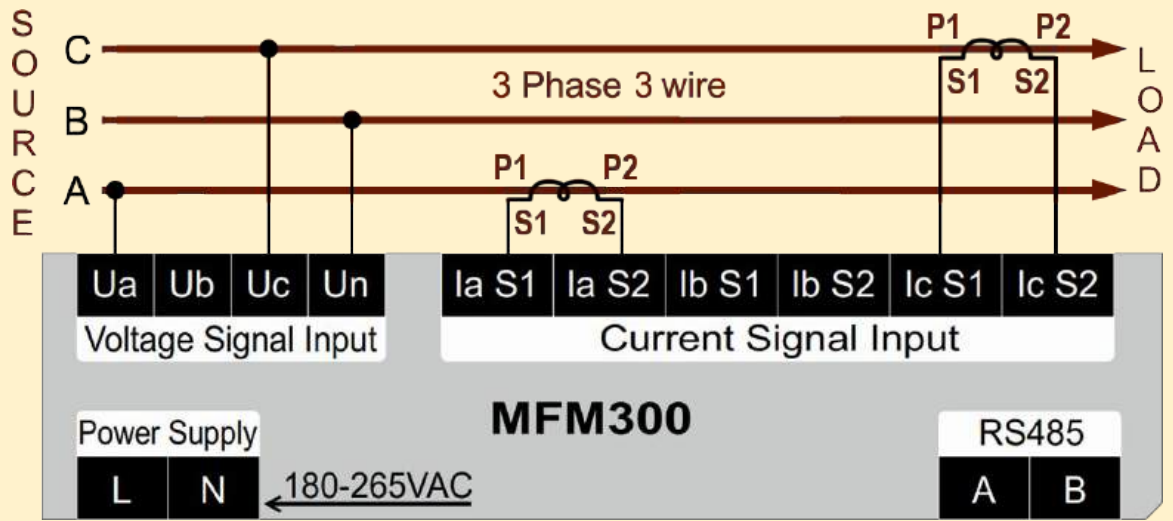 SOURCE
C
P1 P2
S1 S2
3 Phase 3 wire
LOAD
B
P1 P2
A
S1 S2
Ua Ub Uc Un
Ia S1 Ia S2 Ib S1 Ib S2 Ic S1 Ic S2
Voltage Signal Input
Current Signal Input
MFM300
Power Supply
RS485
L N
180-265VAC
A B